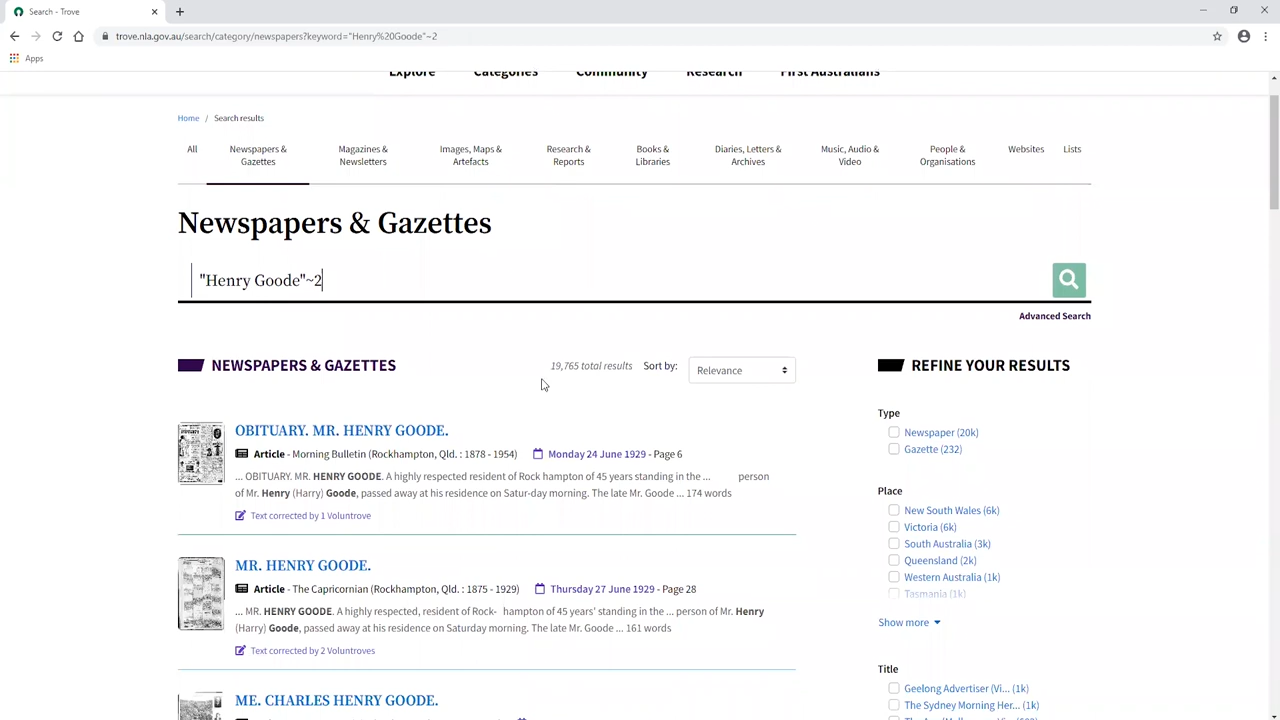 Search - Trove
trove.nla.gov.au/search/category/newspapers?keyword="Henry%20Goode"~2
Apps
Explore Categories Community Research First Australians
Home / Search results
All
Newspapers &
Gazettes
Magazines &
Newsletters
Images, Maps &
Artefacts
Research &
Reports
Books &
Libraries
Diaries, Letters &
Archives
Music, Audio &
Video
People &
Organisations
Websites
Lists
Newspapers & Gazettes
"Henry Goode"~2
Advanced Search
NEWSPAPERS & GAZETTES
19,765 total results Sort by: Relevance
OBITUARY. MR. HENRY GOODE.
Article - Morning Bulletin (Rockhampton, Qld. : 1878 - 1954) Monday 24 June 1929 - Page 6
... OBITUARY. MR. HENRY GOODE. A highly respected resident of Rock hampton of 45 years standing in the ... person
of Mr. Henry (Harry) Goode, passed away at his residence on Satur-day morning. The late Mr. Goode ... 174 words
Text corrected by 1 Voluntrove
MR. HENRY GOODE.
Article - The Capricornian (Rockhampton, Qld. : 1875 - 1929) Thursday 27 June 1929 - Page 28
... MR. HENRY GOODE. A highly respected, resident of Rock- hampton of 45 years' standing in the ... person of Mr. Henry
(Harry) Goode, passed away at his residence on Saturday morning. The late Mr. Goode ... 161 words
Text corrected by 2 Voluntroves
ME. CHARLES HENRY GOODE.
REFINE YOUR RESULTS
Type
Newspaper (20k)
Gazette (232)
Place
New South Wales (6k)
Victoria (6k)
South Australia (3k)
Queensland (2k)
Western Australia (1k)
Tasmania (1k)
Show more
Title
Geelong Advertiser (Vi... (1k)
The Sydney Morning Her... (1k)